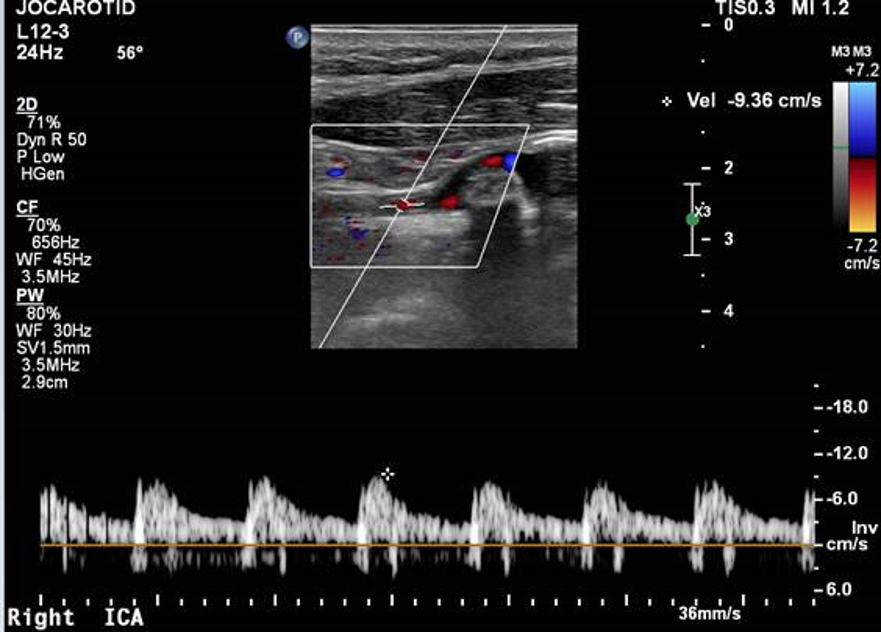 JOCAROTID
TIS0.3 MI 1.2
L12-3
24Hz 56°
P
0
M3 M3
+7.2
Vel -9.36 cm/s
2D
71%
Dyn R 50
P Low
HGen
2
CF
70%
656Hz
WF 45Hz
3.5MHz
X3
3
-7.2
cm/s
PW
80%
WF 30Hz
SV1.5mm
3.5MHz
2.9cm
4
-18.0
-12.0
-6.0
Inv
cm/s
6.0
36mm/s
Right ICA